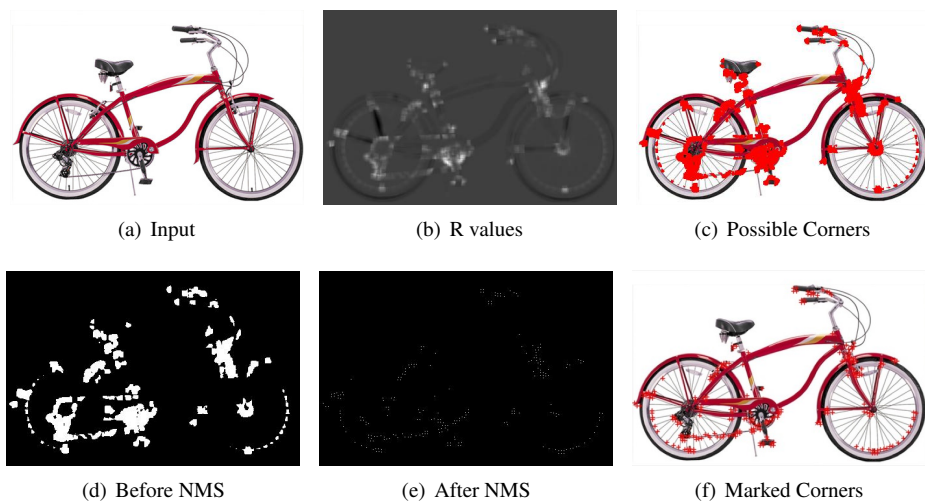 (a) Input
(b) R values
(c) Possible Corners
(d) Before NMS
(e) After NMS
(f) Marked Corners